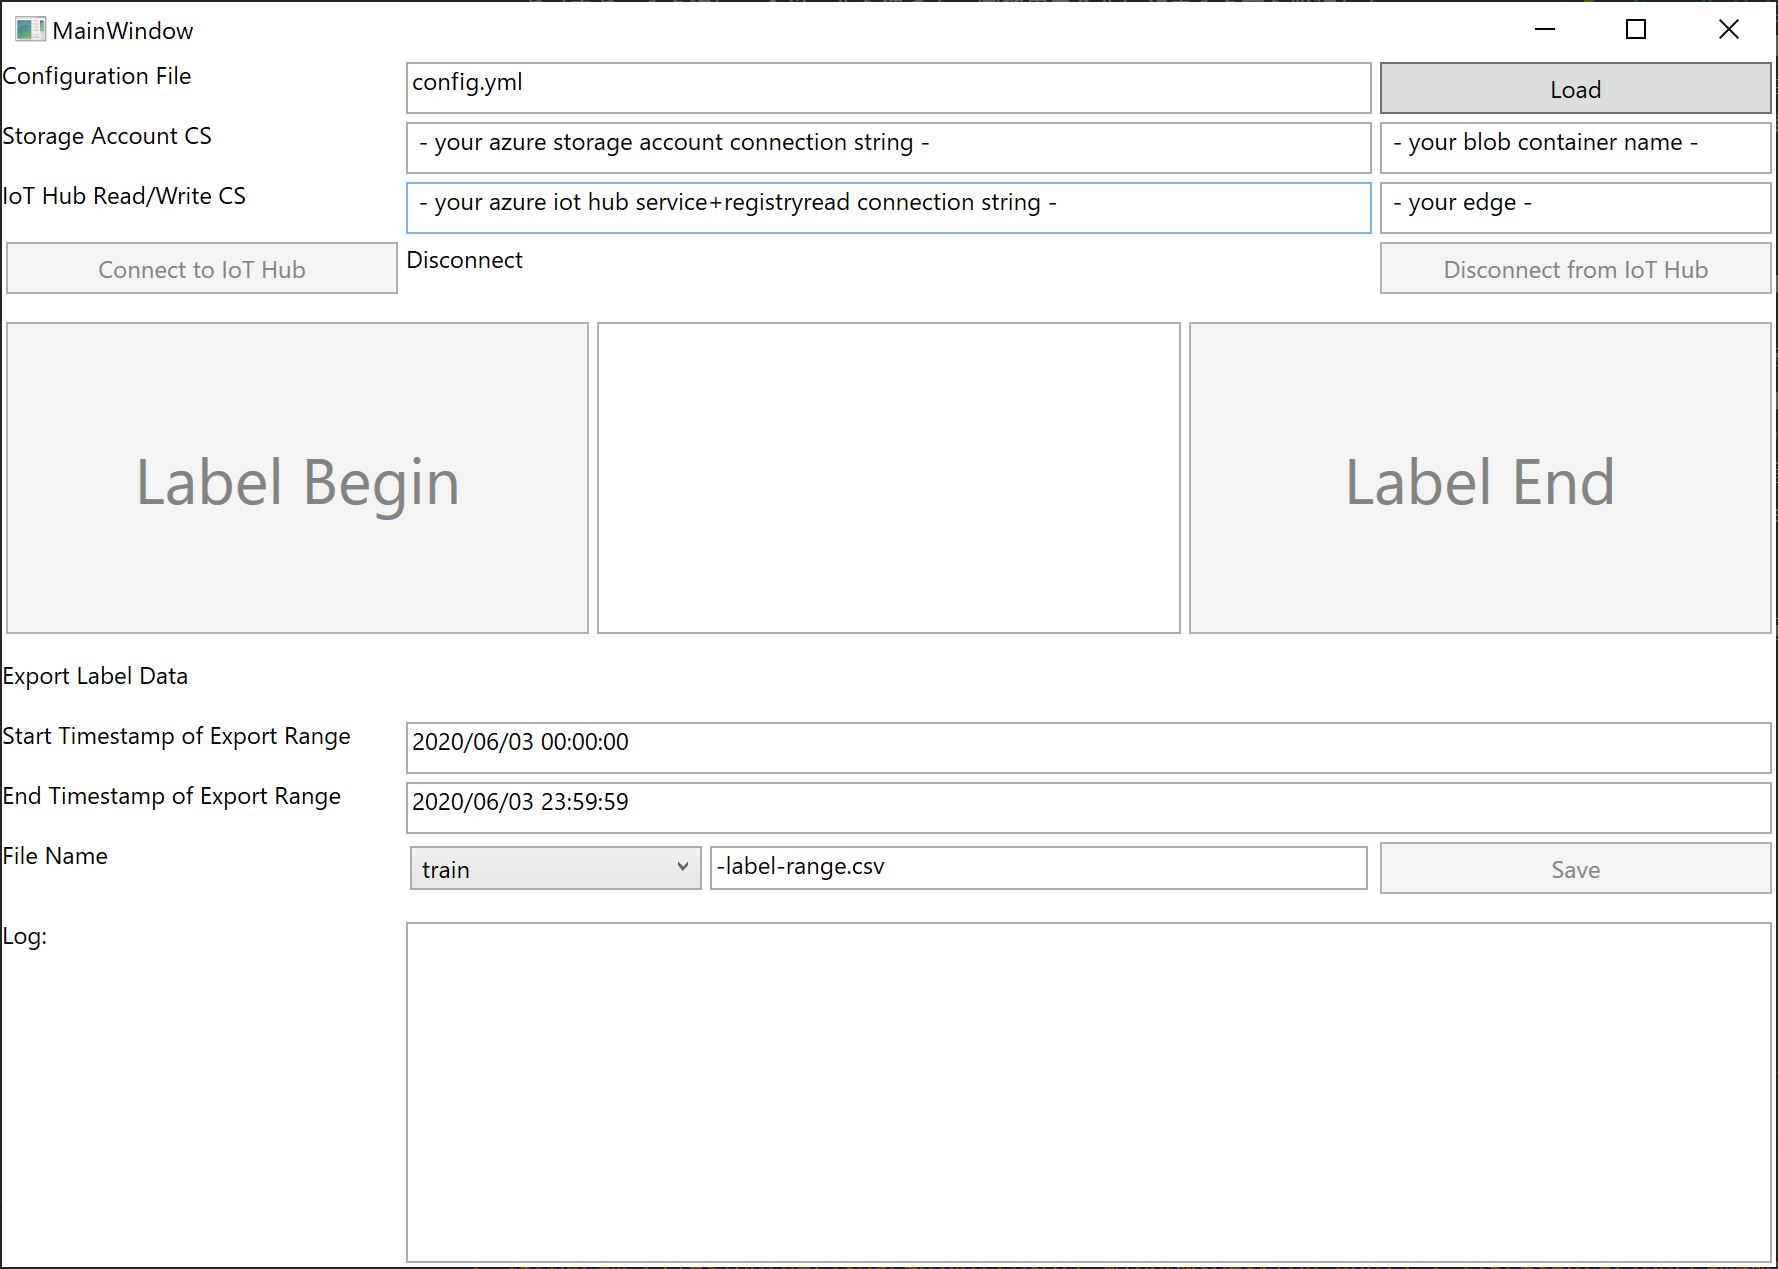 MainWindow
Configuration File config.yml Load
Storage Account CS - your azure storage account connection string - - your blob container name -
IoT Hub Read/Write CS - your azure iot hub service+registryread connection string - - your edge -
Connect to IoT Hub Disconnect Disconnect from IoT Hub
Label Begin Label End
Export Label Data
Start Timestamp of Export Range 2020/06/03 00:00:00
End Timestamp of Export Range 2020/06/03 23:59:59
File Name train -label-range.csv Save
Log: